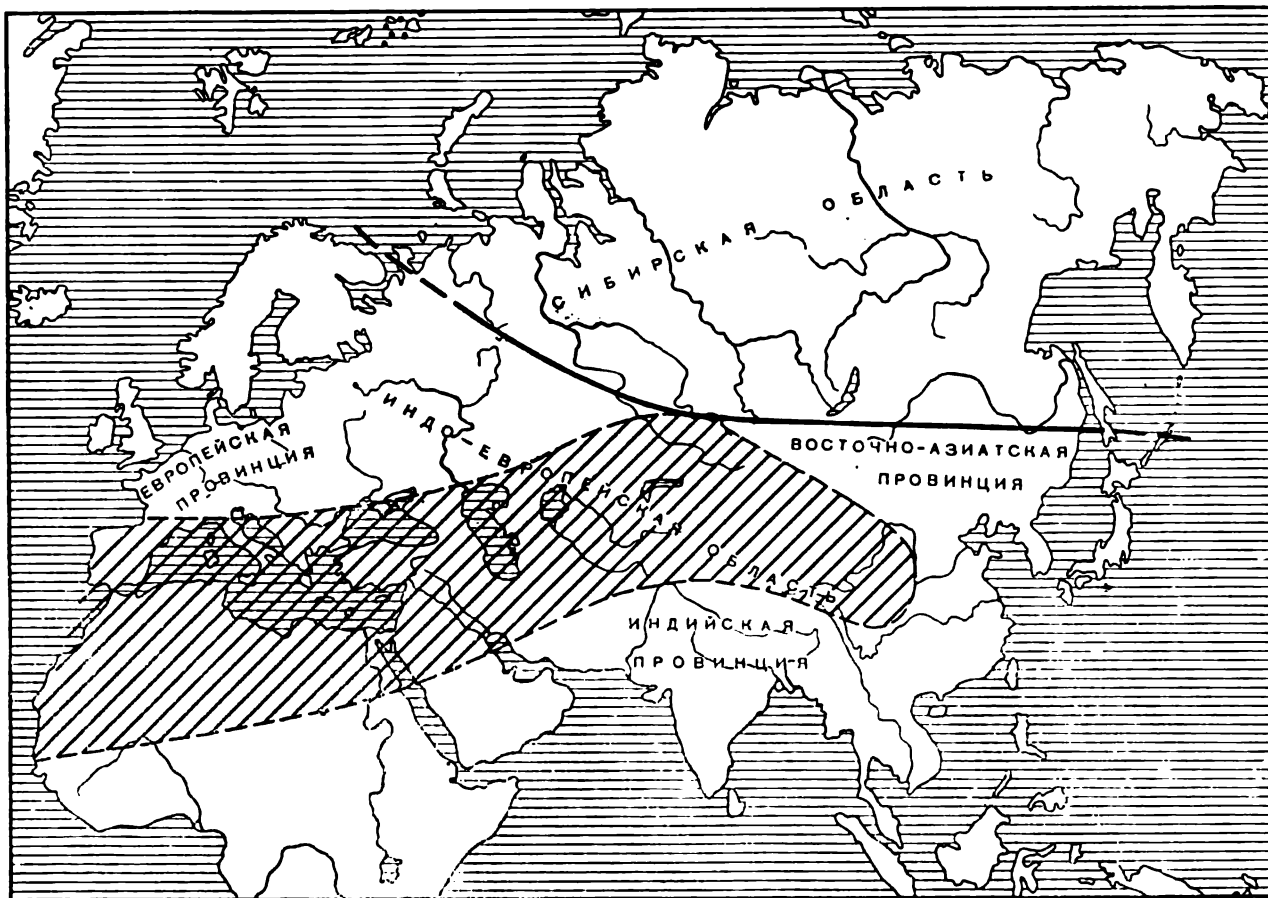 СИБИРСКАЯ ОБЛАСТЬ
ИНДО-ЕВРОПЕЙСКАЯ
ОБЛАСТЬ
ЕВРОПЕЙСКАЯ
ПРОВИНЦИЯ
ВОСТОЧНО-АЗИАТСКАЯ
ПРОВИНЦИЯ
ИНДИЙСКАЯ
ПРОВИНЦИЯ